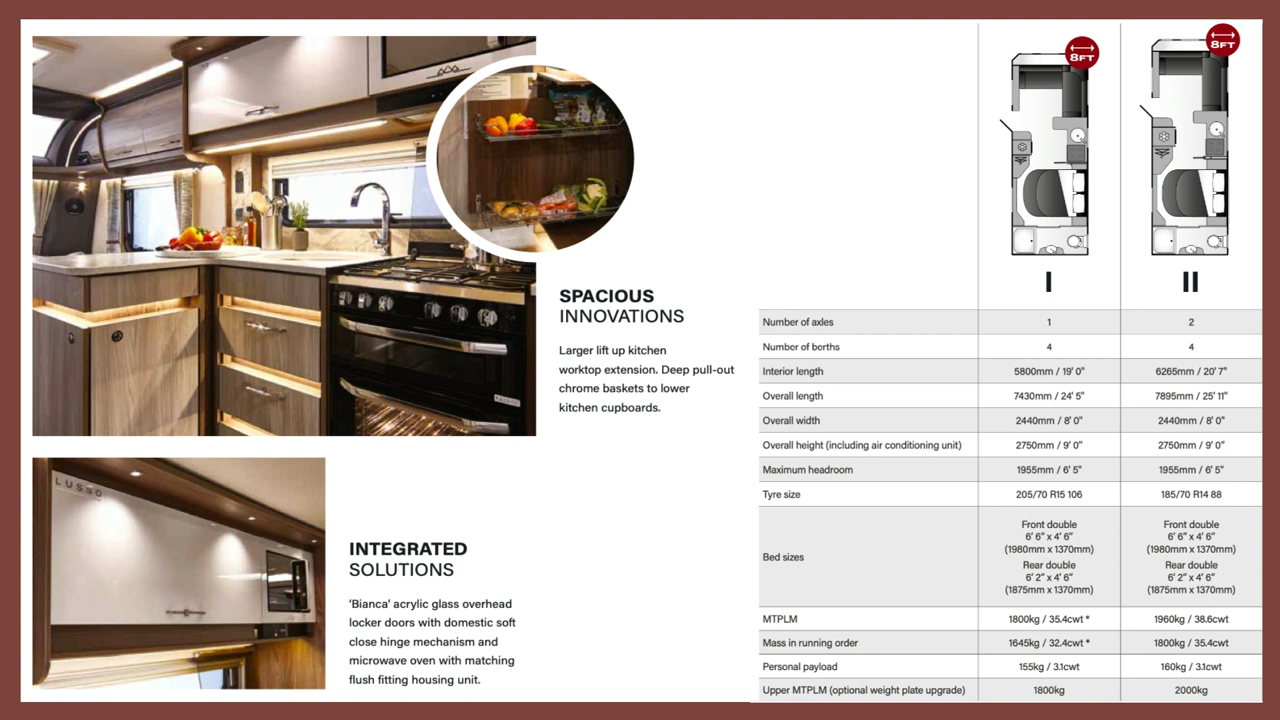 LUSSO
SPACIOUS
INNOVATIONS
Larger lift up kitchen
worktop extension. Deep pull-out
chrome baskets to lower
kitchen cupboards.
INTEGRATED
SOLUTIONS
‘Bianca’ acrylic glass overhead
locker doors with domestic soft
close hinge mechanism and
microwave oven with matching
flush fitting housing unit.
8FT 8FT
I II
Number of axles 1 2
Number of berths 4 4
Interior length 5800mm / 19' 0" 6265mm / 20' 7"
Overall length 7430mm / 24' 5" 7895mm / 25' 11"
Overall width 2440mm / 8' 0" 2440mm / 8' 0"
Overall height (including air conditioning unit) 2750mm / 9' 0" 2750mm / 9' 0"
Maximum headroom 1955mm / 6' 5" 1955mm / 6' 5"
Tyre size 205/70 R15 106 185/70 R14 88
Bed sizes
Front double Front double
6' 6" x 4' 6" 6' 6" x 4' 6"
(1980mm x 1370mm) (1980mm x 1370mm)
Rear double Rear double
6' 2" x 4' 6" 6' 2" x 4' 6"
(1875mm x 1370mm) (1875mm x 1370mm)
MTPLM 1800kg / 35.4cwt * 1960kg / 38.6cwt
Mass in running order 1645kg / 32.4cwt * 1800kg / 35.4cwt
Personal payload 155kg / 3.1cwt 160kg / 3.1cwt
Upper MTPLM (optional weight plate upgrade) 1800kg 2000kg